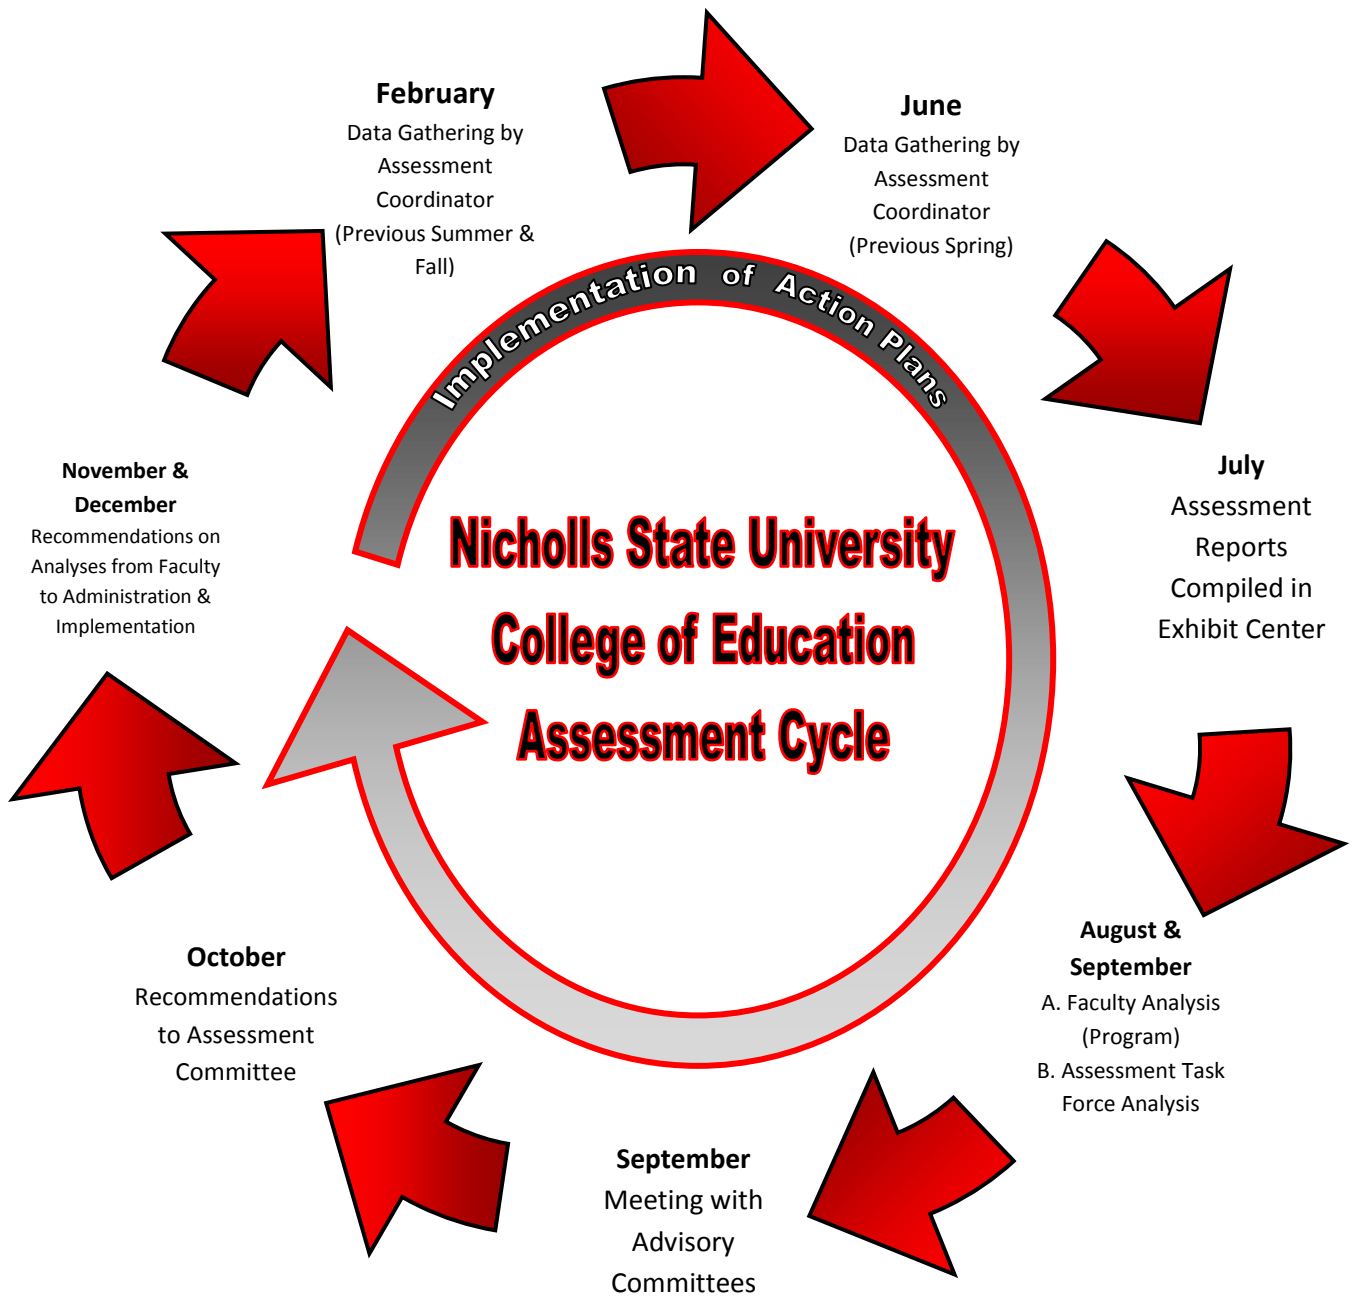 February
Data Gathering by
Assessment
Coordinator
(Previous Summer &
Fall)
June
Data Gathering by
Assessment
Coordinator
(Previous Spring)
Implementation of Action Plans
July
Assessment
Reports
Compiled in
Exhibit Center
November &
December
Recommendations on
Analyses from Faculty
to Administration &
Implementation
Nicholls State University
College of Education
Assessment Cycle
August &
September
A. Faculty Analysis
(Program)
B. Assessment Task
Force Analysis
October
Recommendations
to Assessment
Committee
September
Meeting with
Advisory
Committees